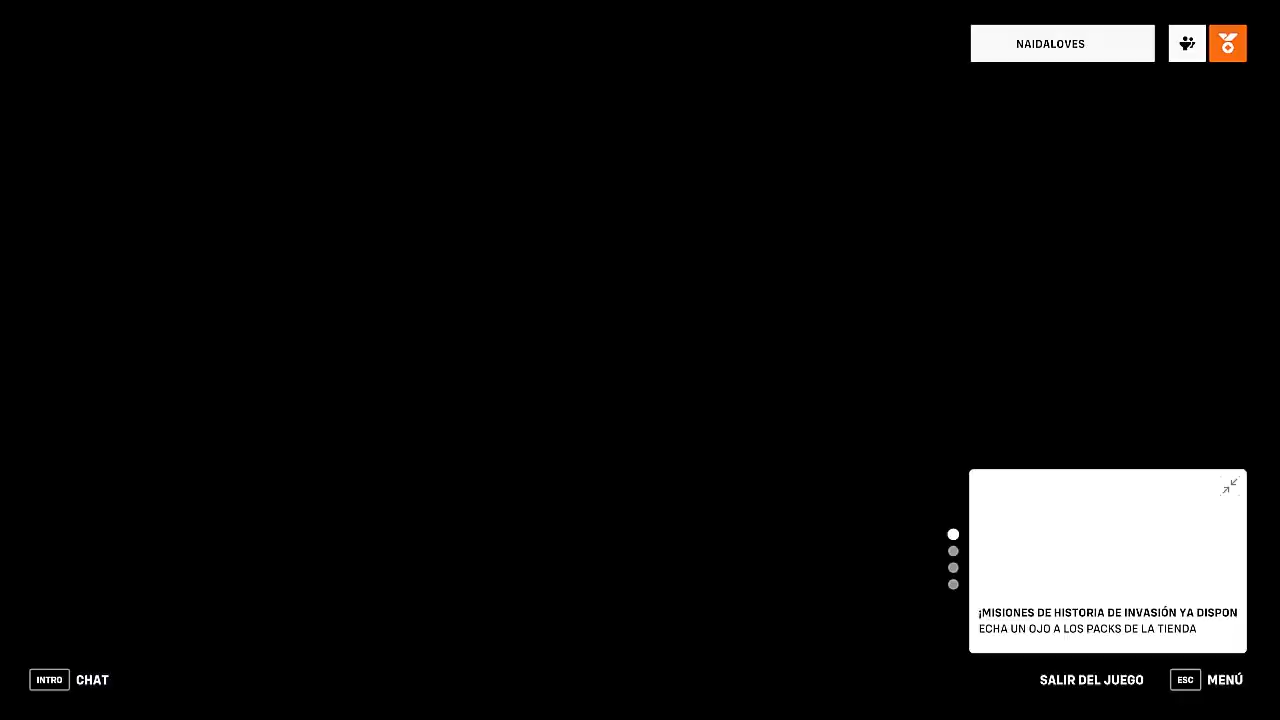 NAIDALOVES
¡MISIONES DE HISTORIA DE INVASIÓN YA DISPON
ECHA UN OJO A LOS PACKS DE LA TIENDA
INTRO CHAT
SALIR DEL JUEGO
ESC MENÚ